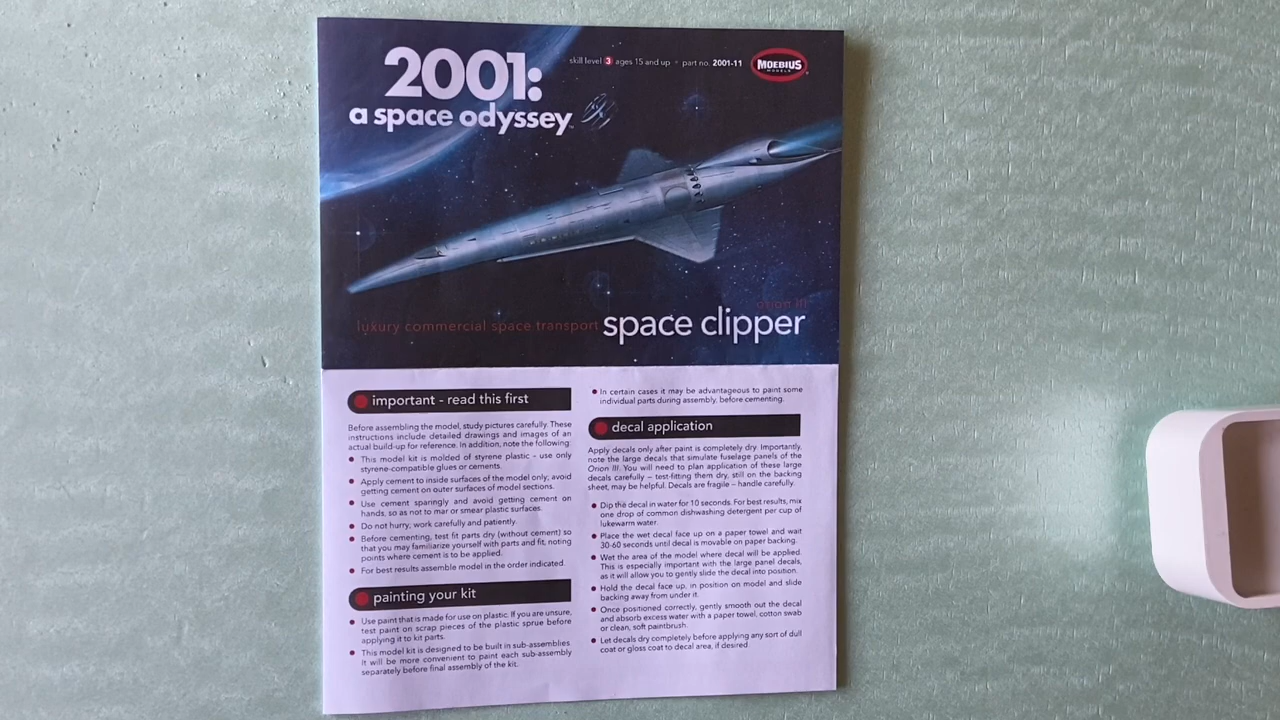 2001:
a space odyssey™
skill level 3 ages 15 and up • part no. 2001-11
MOEBIUS
MODELS
orion III
luxury commercial space transport space clipper
important - read this first
Before assembling the model, study pictures carefully. These
instructions include detailed drawings and images of an
actual build-up for reference. In addition, note the following:
• This model kit is molded of styrene plastic – use only
styrene-compatible glues or cements.
• Apply cement to inside surfaces of the model only; avoid
getting cement on outer surfaces of model sections.
• Use cement sparingly and avoid getting cement on
hands, so as not to mar or smear plastic surfaces.
• Do not hurry; work carefully and patiently.
• Before cementing, test fit parts dry (without cement) so
that you may familiarize yourself with parts and fit, noting
points where cement is to be applied.
• For best results assemble model in the order indicated.
painting your kit
• Use paint that is made for use on plastic. If you are unsure,
test paint on scrap pieces of the plastic sprue before
applying it to kit parts.
• This model kit is designed to be built in sub-assemblies.
It will be more convenient to paint each sub-assembly
separately before final assembly of the kit.
• In certain cases it may be advantageous to paint some
individual parts during assembly, before cementing.
decal application
Apply decals only after paint is completely dry. Importantly,
note the large decals that simulate fuselage panels of the
Orion III. You will need to plan application of these large
decals carefully – test-fitting them dry, still on the backing
sheet, may be helpful. Decals are fragile – handle carefully.
• Dip the decal in water for 10 seconds. For best results, mix
one drop of common dishwashing detergent per cup of
lukewarm water.
• Place the wet decal face up on a paper towel and wait
30-60 seconds until decal is movable on paper backing.
• Wet the area of the model where decal will be applied.
This is especially important with the large panel decals,
as it will allow you to gently slide the decal into position.
• Hold the decal face up, in position on model and slide
backing away from under it.
• Once positioned correctly, gently smooth out the decal
and absorb excess water with a paper towel, cotton swab
or clean, soft paintbrush.
• Let decals dry completely before applying any sort of dull
coat or gloss coat to decal area, if desired.